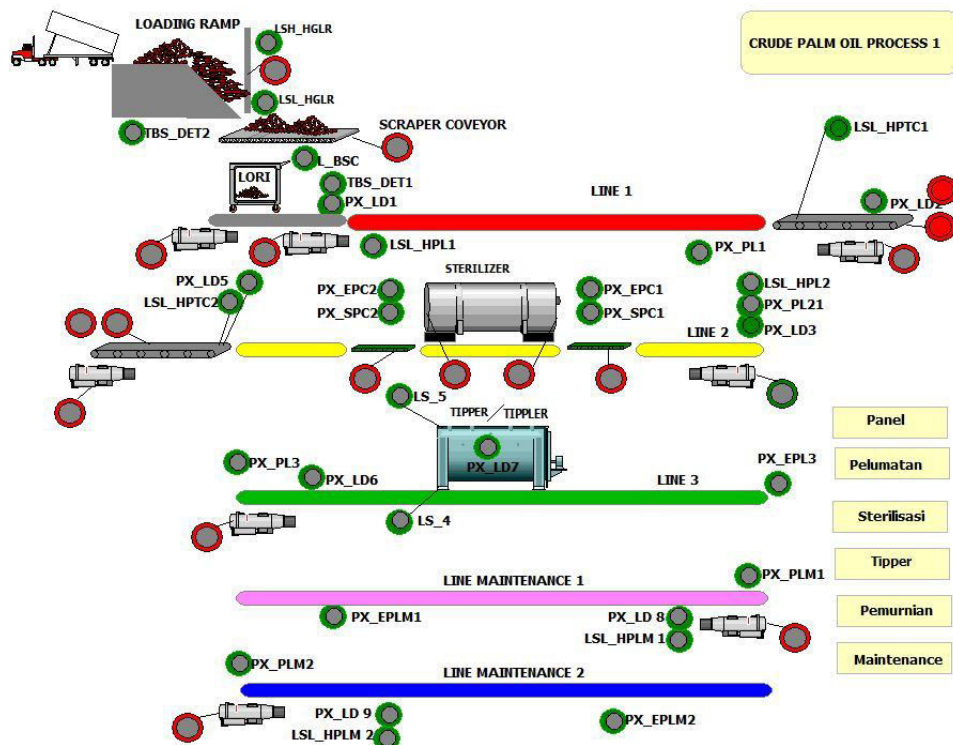 LOADING RAMP
LSH_HGLR
CRUDE PALM OIL PROCESS 1
LSL_HGLR
TBS_DET2
SCRAPER COVEYOR
LSL_HPTC1
L_BSC
LORI
TBS_DET1
LINE 1
PX_LD1
PX_LD2
LSL_HPL1
PX_PL1
STERILIZER
PX_LD5
LSL_HPTC2
PX_EPC2
PX_EPC1
LSL_HPL2
PX_SPC2
PX_SPC1
PX_PL21
LINE 2
PX_LD3
LS_5
TIPPER
TIPPLER
Panel
PX_PL3
PX_LD6
PX_LD7
PX_EPL3
Pelumatan
LINE 3
LS_4
Sterilisasi
Tipper
LINE MAINTENANCE 1
PX_PLM1
PX_EPLM1
PX_LD 8
Pemurnian
LSL_HPLM 1
PX_PLM2
LINE MAINTENANCE 2
Maintenance
PX_LD 9
PX_EPLM2
LSL_HPLM 2